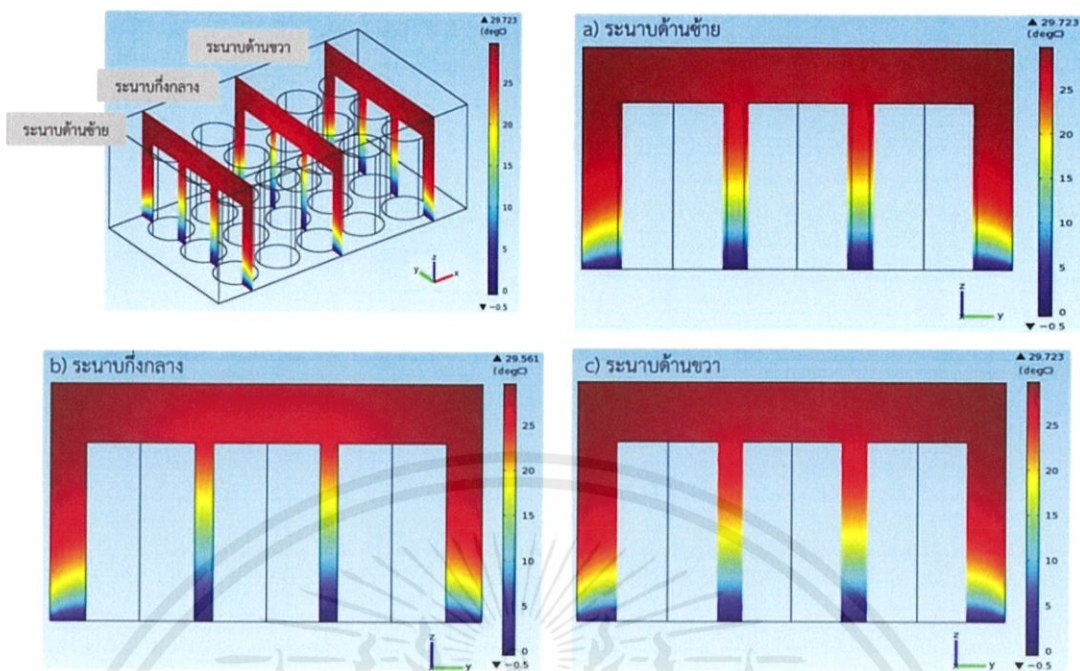 ▲ 29.723
(degC)
ระนาบด้านขวา
ระนาบกึ่งกลาง
ระนาบด้านซ้าย
25
20
15
10
5
0
▼ -0.5
z
y
x
a) ระนาบด้านซ้าย
▲ 29.723
(degC)
25
20
15
10
5
0
▼ -0.5
z
y
b) ระนาบกึ่งกลาง
▲ 29.561
(degC)
25
20
15
10
5
0
▼ -0.5
z
y
c) ระนาบด้านขวา
▲ 29.723
(degC)
25
20
15
10
5
0
▼ -0.5
z
y